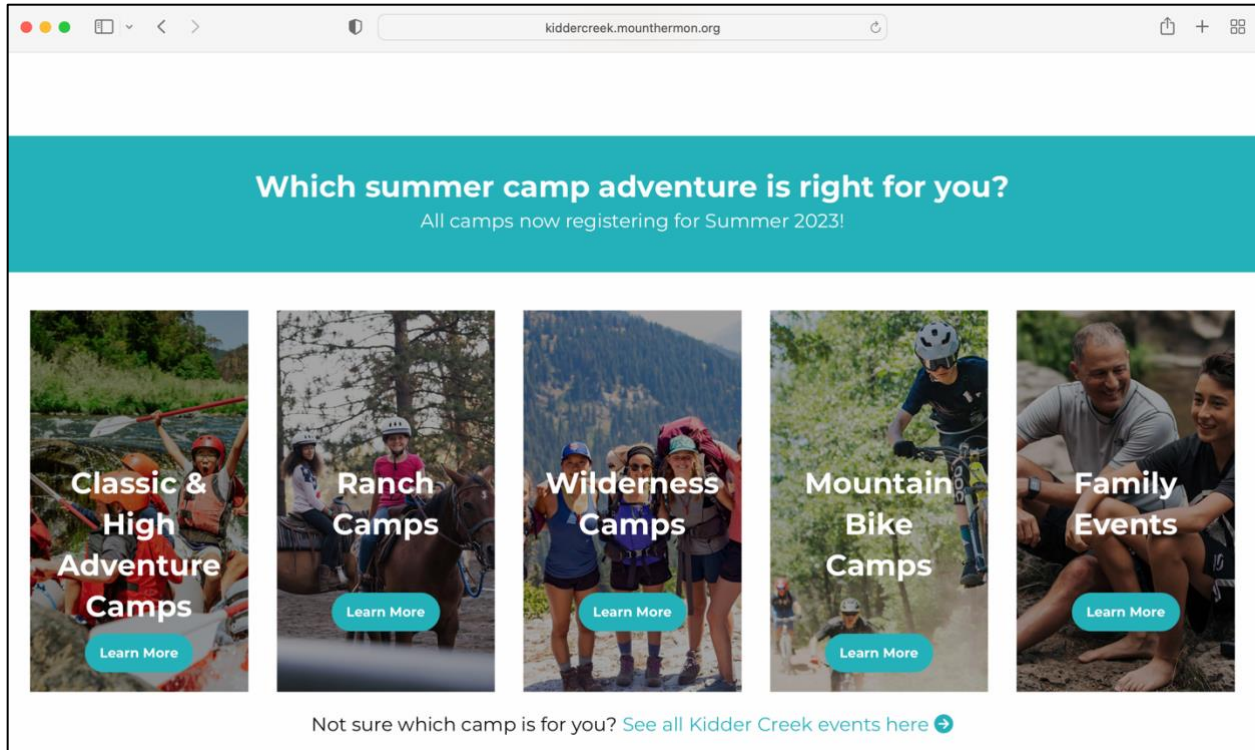 kiddercreek.mounthermon.org
Which summer camp adventure is right for you?
All camps now registering for Summer 2023!
Classic &
High
Adventure
Camps
Learn More
Ranch
Camps
Learn More
Wilderness
Camps
Learn More
Mountain
Bike
Camps
Learn More
Family
Events
Learn More
Not sure which camp is for you? See all Kidder Creek events here